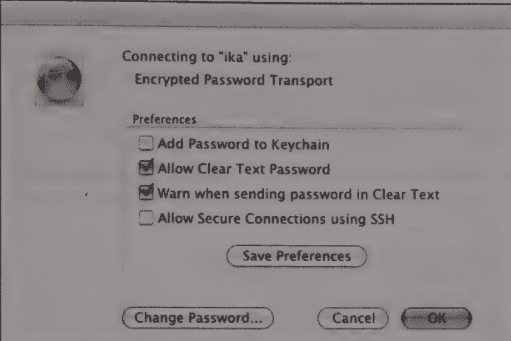 Connecting to "ika" using:
Encrypted Password Transport
Preferences
Add Password to Keychain
Allow Clear Text Password
Warn when sending password in Clear Text
Allow Secure Connections using SSH
Save Preferences
Change Password...
Cancel
OK